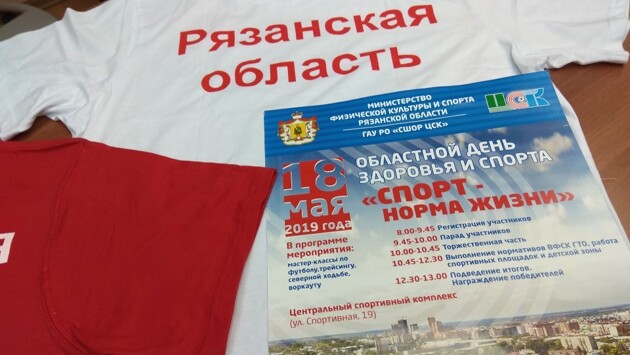 Рязанская
область
МИНИСТЕРСТВО
ФИЗИЧЕСКОЙ КУЛЬТУРЫ И СПОРТА
РЯЗАНСКОЙ ОБЛАСТИ
ГАУ РО «СШОР ЦСК»
ЦСК
18
мая
2019 года
ОБЛАСТНОЙ ДЕНЬ
ЗДОРОВЬЯ И СПОРТА
«СПОРТ -
НОРМА ЖИЗНИ»
В программе
мероприятия:
мастер-классы по
футболу,трейсингу,
северной ходьбе,
воркауту
8.00-9.45 Регистрация участников
9.45-10.00 Парад участников
10.00-10.45 Торжественная часть
10.45-12.30 Выполнение нормативов ВФСК ГТО, работа
спортивных площадок и детской зоны
12.30-13.00 Подведение итогов.
Награждение победителей
Центральный спортивный комплекс
(ул. Спортивная, 19)